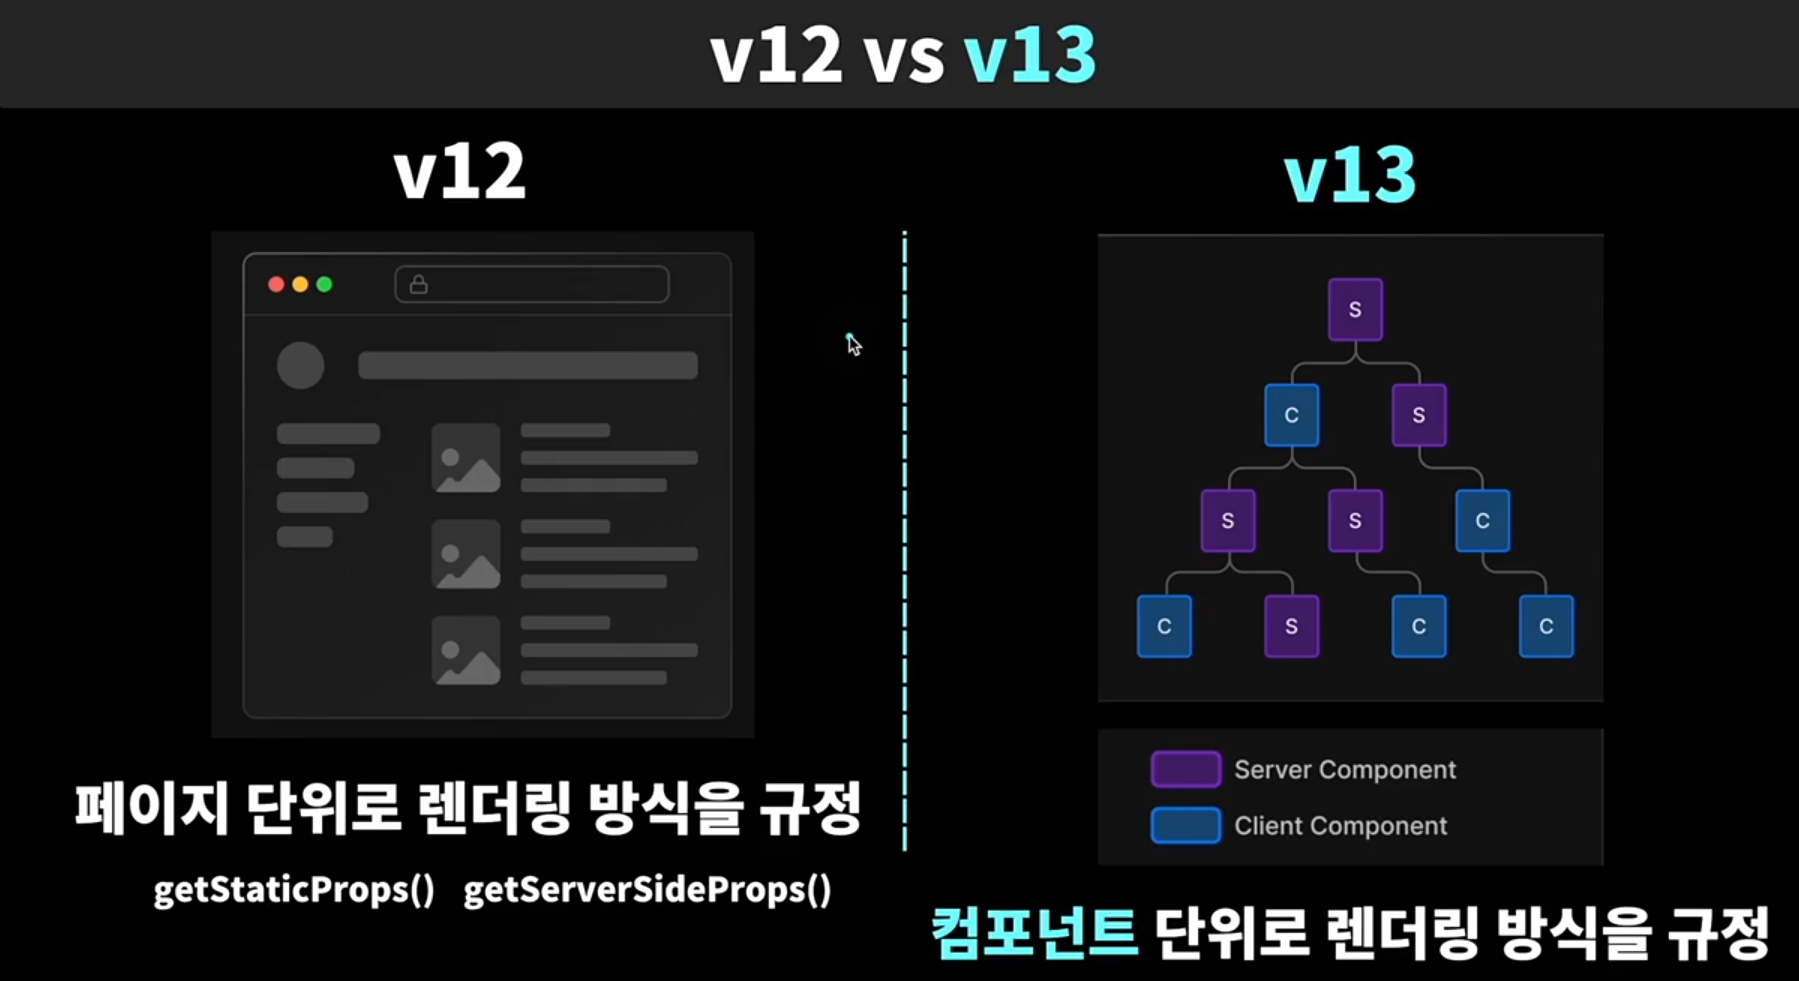 v12 vs v13
v12
페이지 단위로 렌더링 방식을 규정
getStaticProps() getServerSideProps()
v13
S
C S
S S C
C S C C
Server Component
Client Component
컴포넌트 단위로 렌더링 방식을 규정